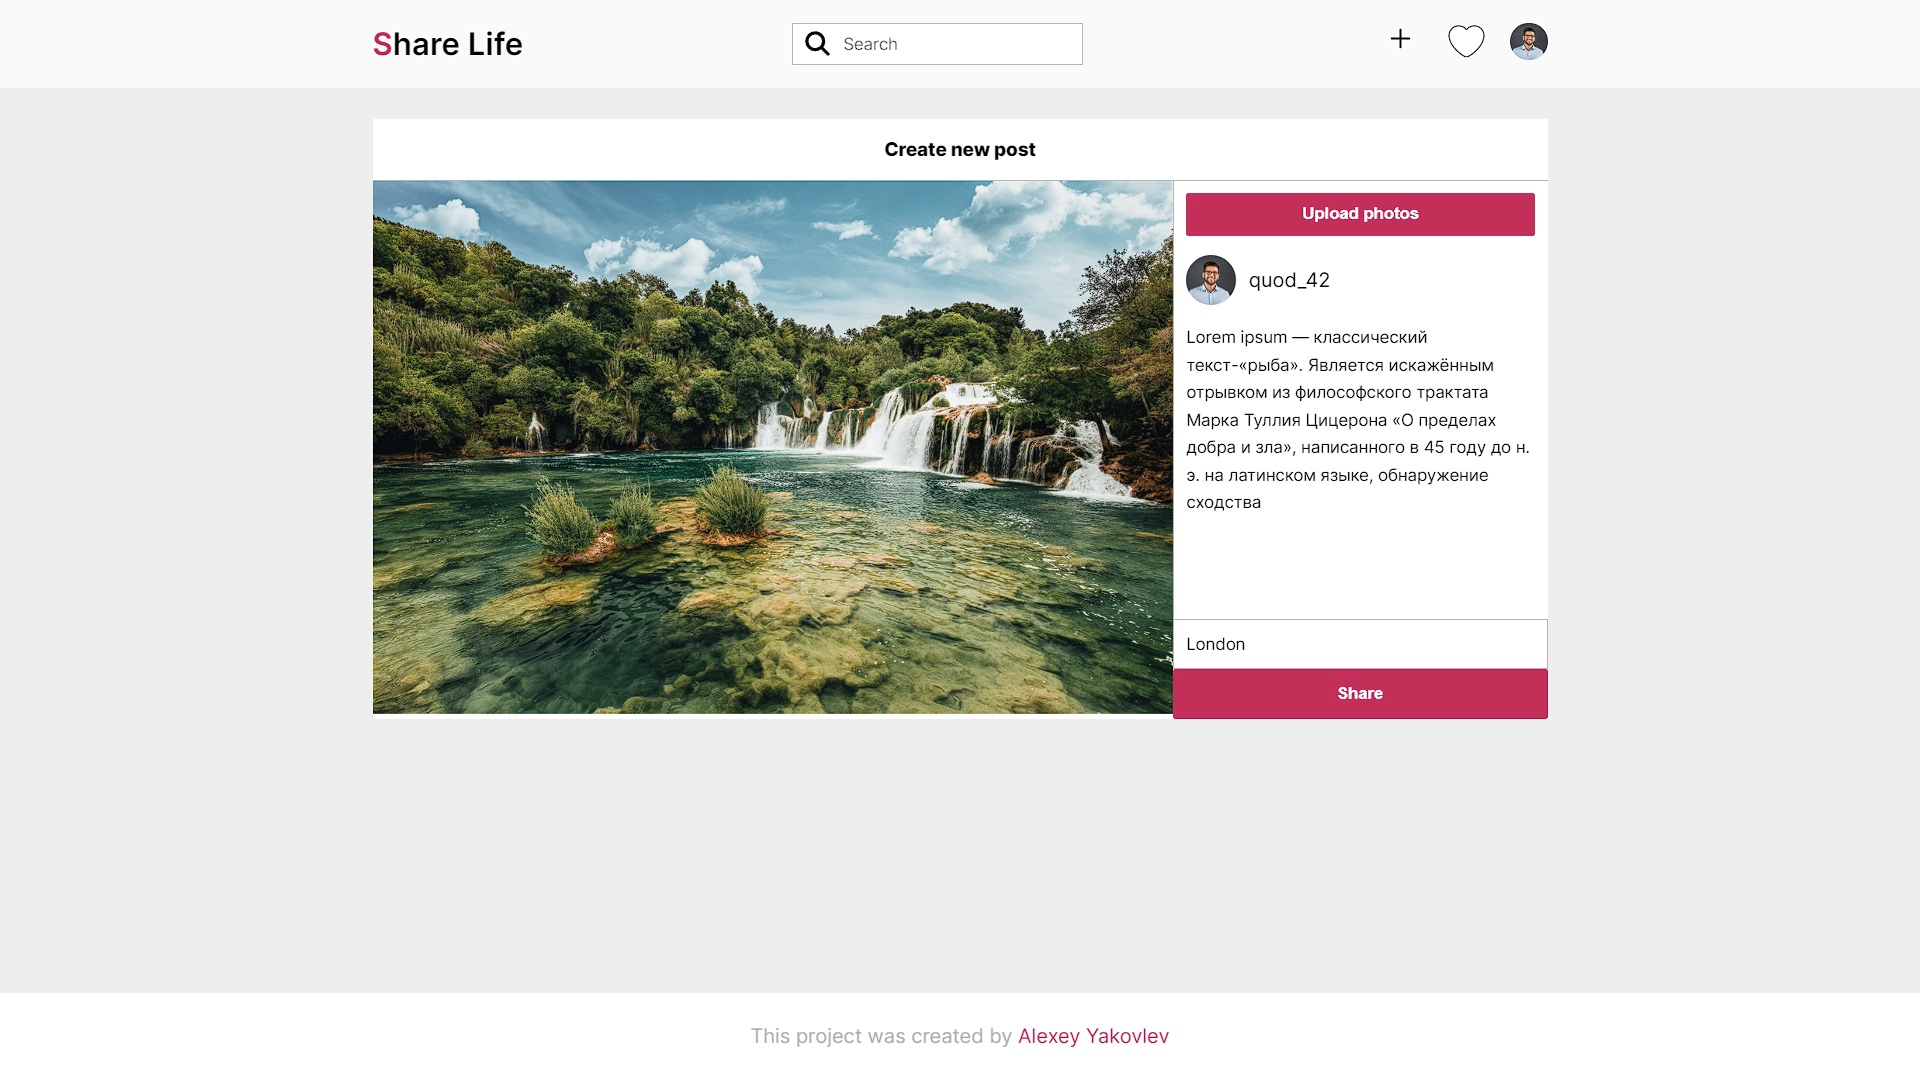 Share Life
Search
Create new post
Upload photos
quod_42
Lorem ipsum — классический
текст-«рыба». Является искажённым
отрывком из философского трактата
Марка Туллия Цицерона «О пределах
добра и зла», написанного в 45 году до н.
э. на латинском языке, обнаружение
сходства
London
Share
This project was created by Alexey Yakovlev